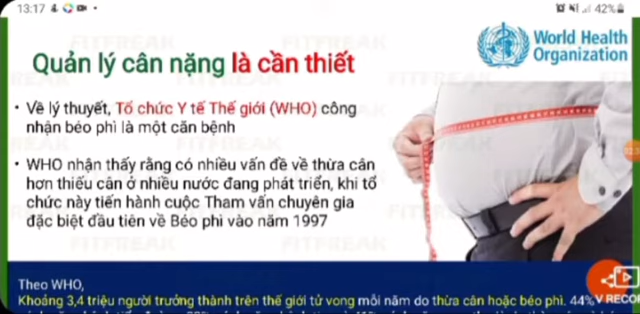 13:17
42%
World Health
Organization
Quản lý cân nặng là cần thiết
• Về lý thuyết, Tổ chức Y tế Thế giới (WHO) công
nhận béo phì là một căn bệnh
• WHO nhận thấy rằng có nhiều vấn đề về thừa cân
hơn thiếu cân ở nhiều nước đang phát triển, khi tổ
chức này tiến hành cuộc Tham vấn chuyên gia
đặc biệt đầu tiên về Béo phì vào năm 1997
FITFREAK
Theo WHO,
Khoảng 3,4 triệu người trưởng thành trên thế giới tử vong mỗi năm do thừa cân hoặc béo phì. 44%
V RECO